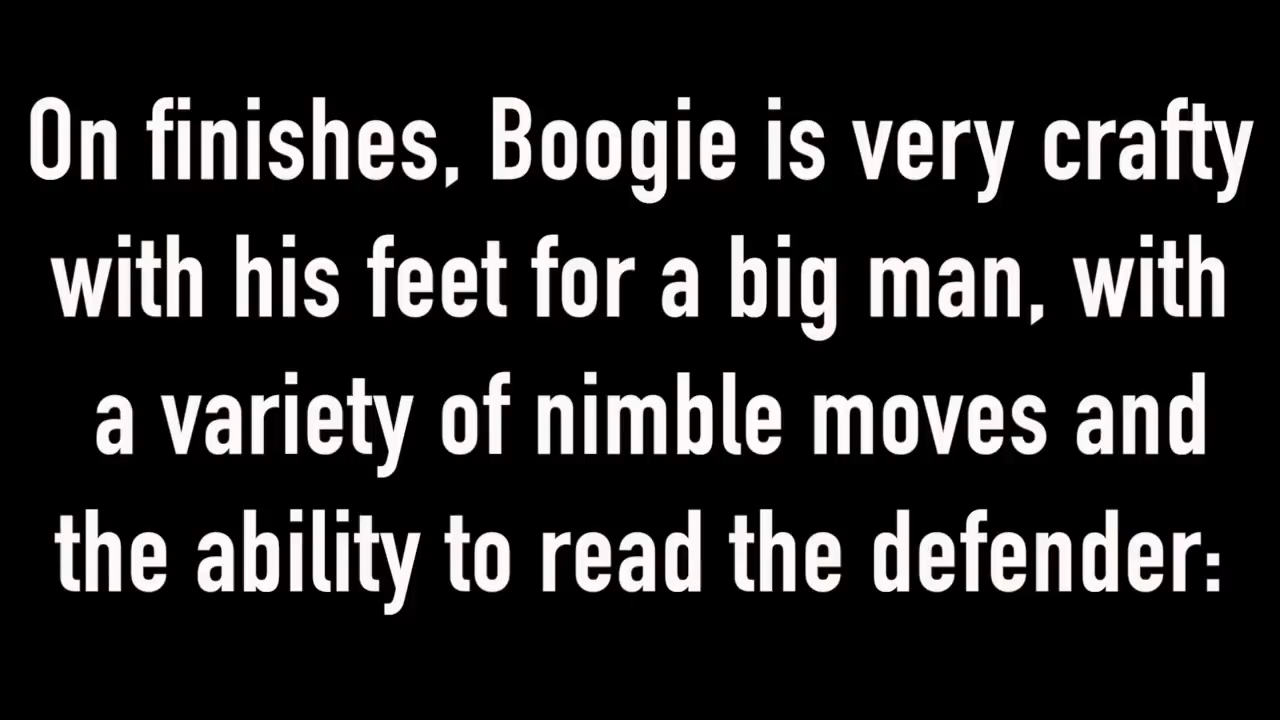 On finishes, Boogie is very crafty
with his feet for a big man, with
a variety of nimble moves and
the ability to read the defender: